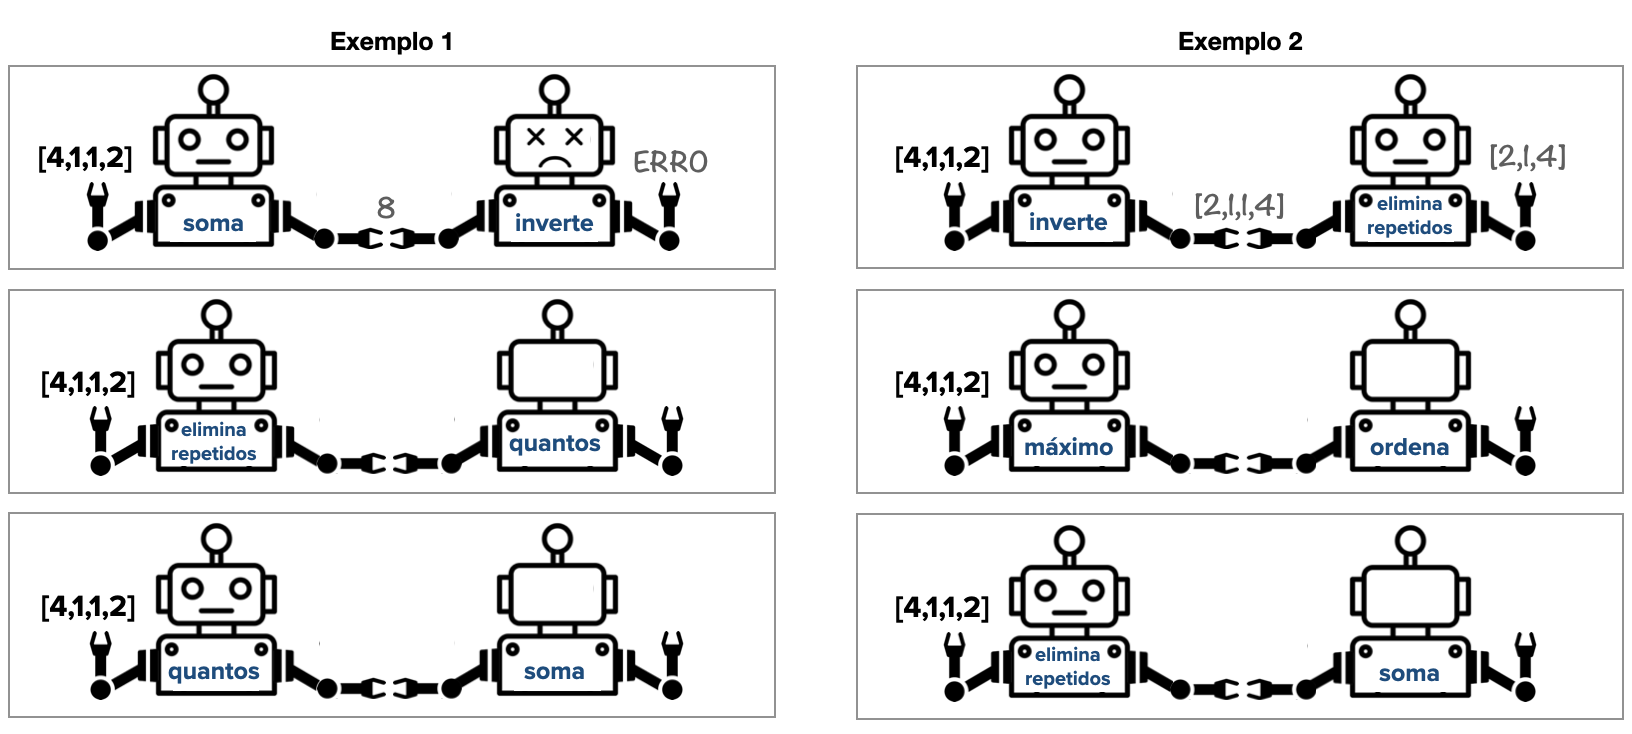 Exemplo 1
[4,1,1,2]
soma
8
inverte
ERRO
Exemplo 2
[4,1,1,2]
inverte
[2,1,1,4]
elimina
repetidos
[2,1,4]
[4,1,1,2]
elimina
repetidos
quantos
[4,1,1,2]
máximo
ordena
[4,1,1,2]
quantos
soma
[4,1,1,2]
elimina
repetidos
soma